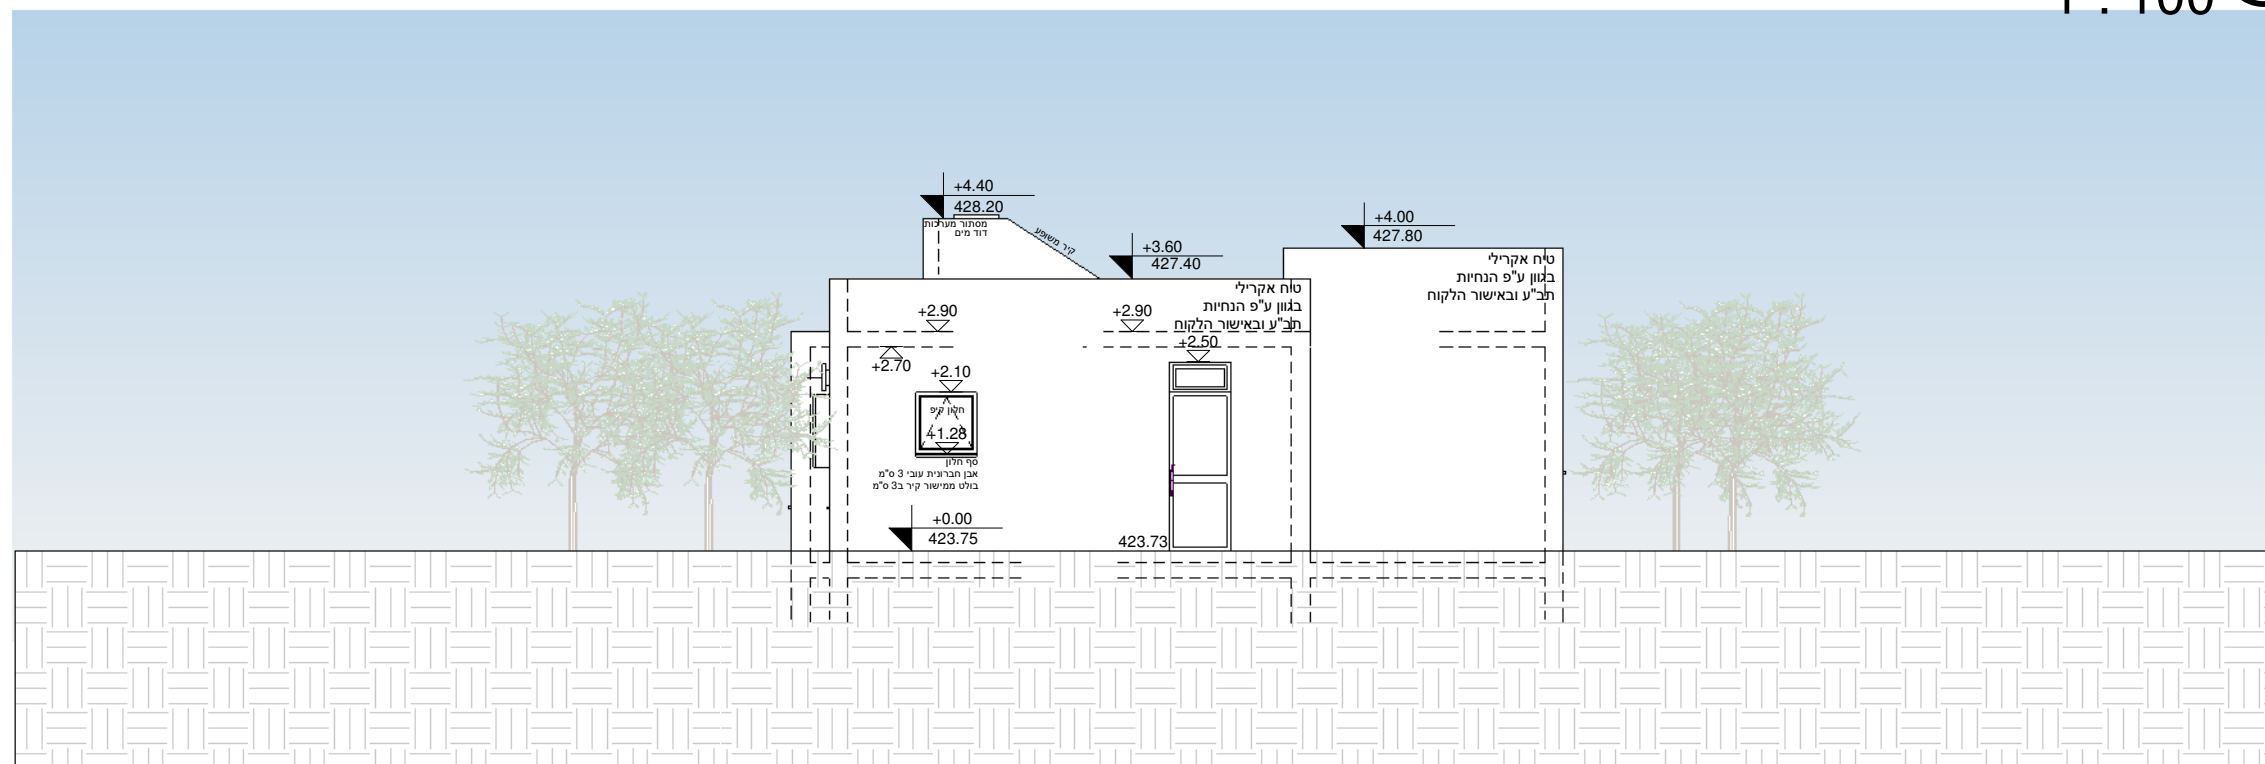 1 : 100
+4.40
428.20
מסתור מערכות
דוד מים
קיר משופע
+3.60
427.40
+4.00
427.80
טיח אקרילי
בגוון ע"פ הנחיות
תב"ע ובאישור הלקוח
טיח אקרילי
בגוון ע"פ הנחיות
תב"ע ובאישור הלקוח
+2.90
+2.90
+2.70
+2.50
+2.10
חלון קיפ
+1.28
סף חלון
אבן חברונית עובי 3 ס"מ
בולט ממישור קיר ב3 ס"מ
+0.00
423.75
423.73